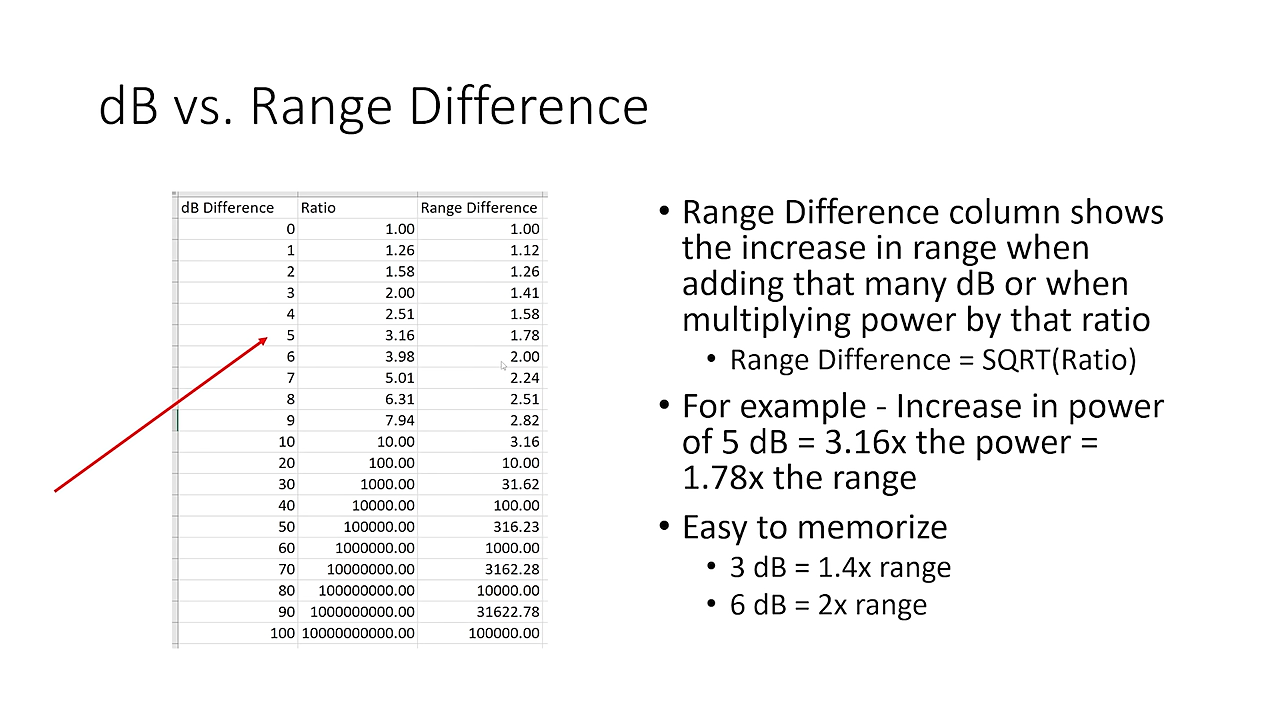 dB vs. Range Difference
dB Difference Ratio Range Difference
0 1.00 1.00
1 1.26 1.12
2 1.58 1.26
3 2.00 1.41
4 2.51 1.58
5 3.16 1.78
6 3.98 2.00
7 5.01 2.24
8 6.31 2.51
9 7.94 2.82
10 10.00 3.16
20 100.00 10.00
30 1000.00 31.62
40 10000.00 100.00
50 100000.00 316.23
60 1000000.00 1000.00
70 10000000.00 3162.28
80 100000000.00 10000.00
90 1000000000.00 31622.78
100 10000000000.00 100000.00
• Range Difference column shows
the increase in range when
adding that many dB or when
multiplying power by that ratio
• Range Difference = SQRT(Ratio)
• For example - Increase in power
of 5 dB = 3.16x the power =
1.78x the range
• Easy to memorize
• 3 dB = 1.4x range
• 6 dB = 2x range